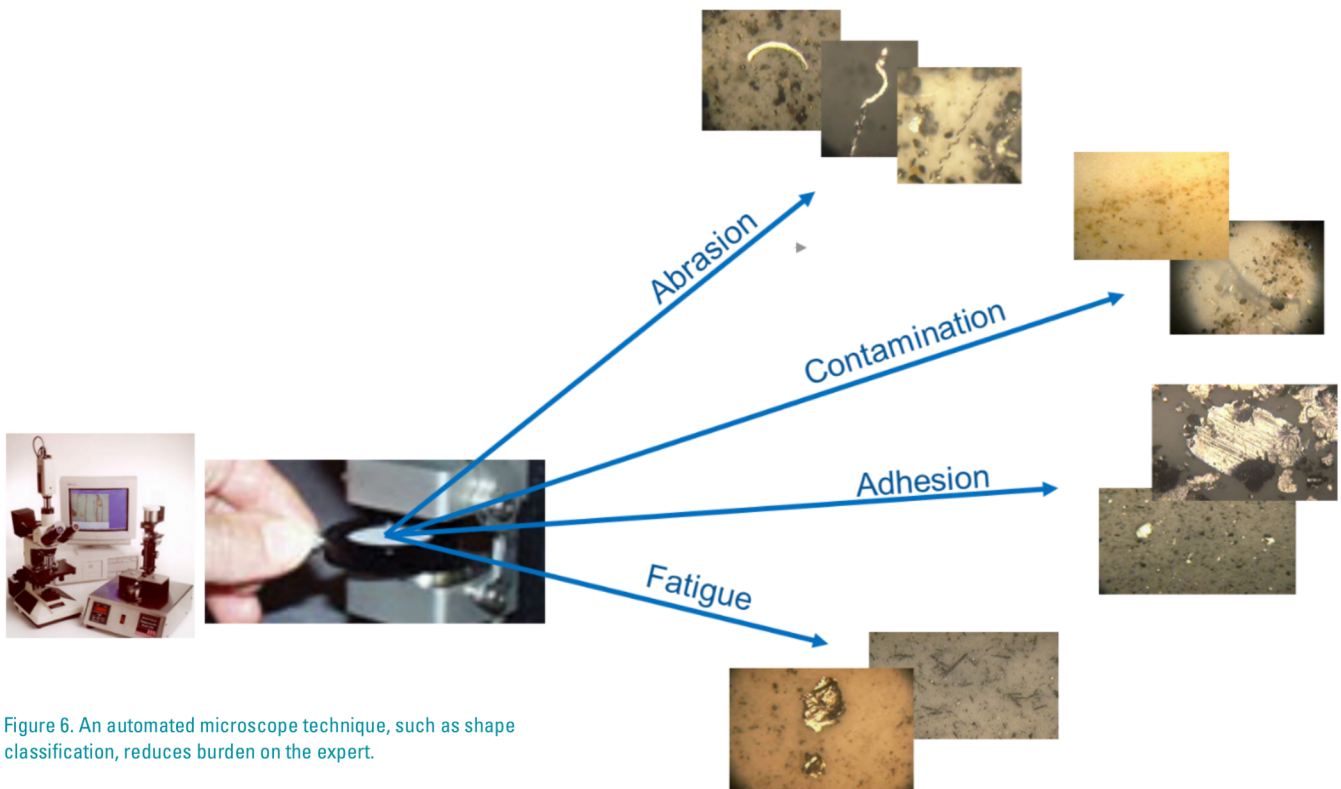 Abrasion
Contamination
Adhesion
Fatigue
Figure 6. An automated microscope technique, such as shape
classification, reduces burden on the expert.